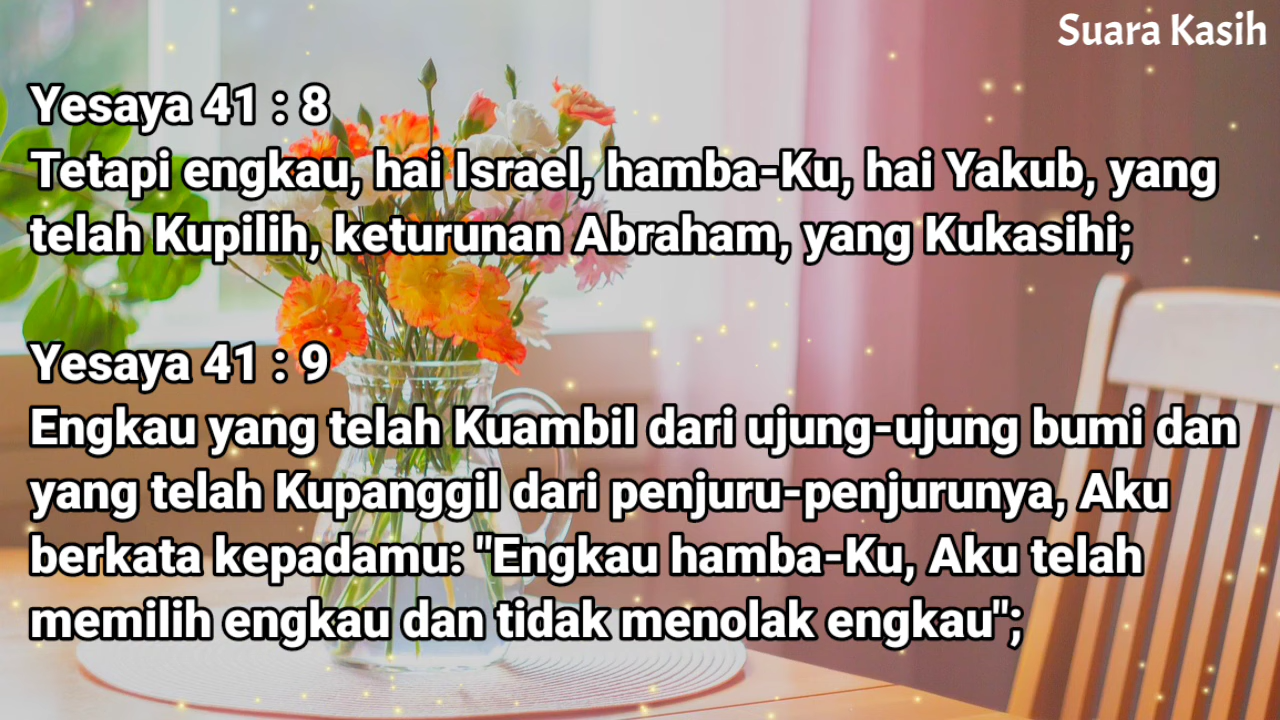 Suara Kasih
Yesaya 41 : 8
Tetapi engkau, hai Israel, hamba-Ku, hai Yakub, yang
telah Kupilih, keturunan Abraham, yang Kukasihi;
Yesaya 41 : 9
Engkau yang telah Kuambil dari ujung-ujung bumi dan
yang telah Kupanggil dari penjuru-penjurunya, Aku
berkata kepadamu: "Engkau hamba-Ku, Aku telah
memilih engkau dan tidak menolak engkau";